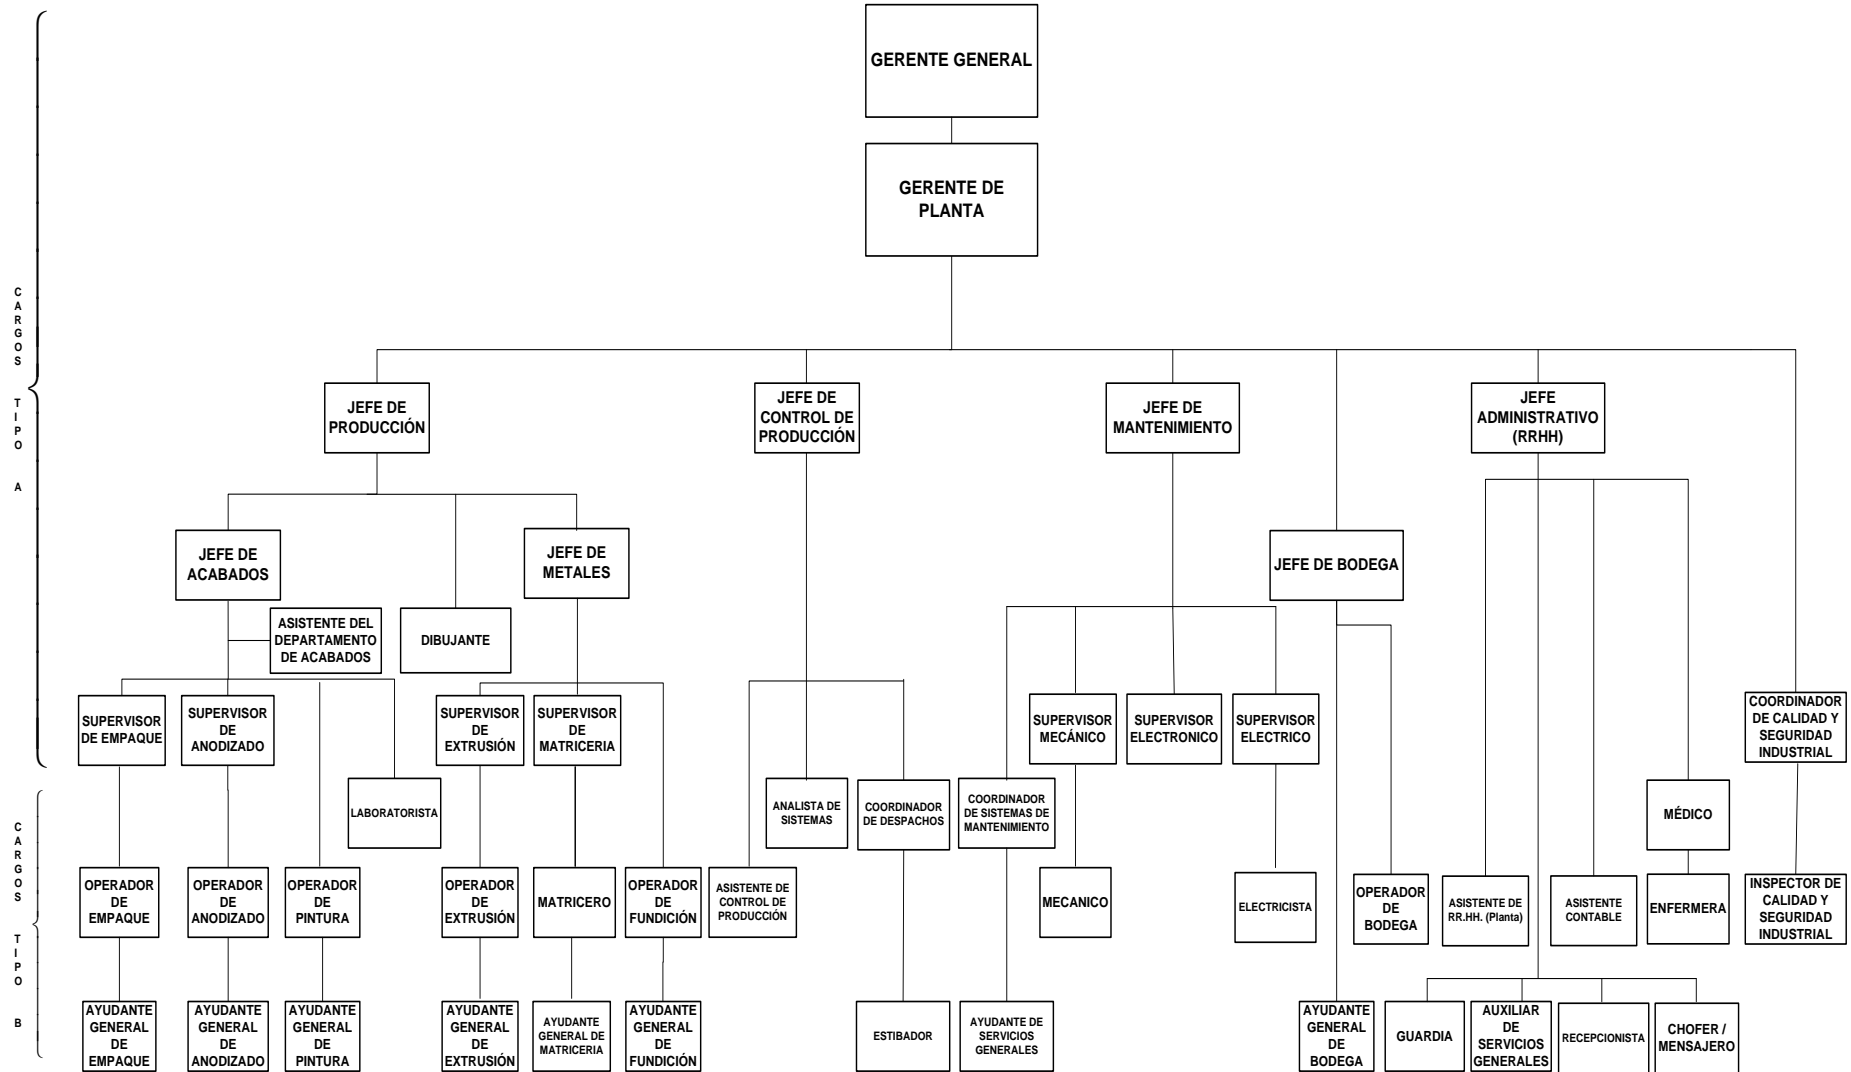 GERENTE GENERAL
GERENTE DE
PLANTA
CARGOS
TIPO
A
JEFE DE
PRODUCCIÓN
JEFE DE
CONTROL DE
PRODUCCIÓN
JEFE DE
MANTENIMIENTO
JEFE
ADMINISTRATIVO
(RRHH)
JEFE DE
ACABADOS
JEFE DE
METALES
JEFE DE BODEGA
ASISTENTE DEL
DEPARTAMENTO
DE ACABADOS
DIBUJANTE
SUPERVISOR
DE EMPAQUE
SUPERVISOR
DE
ANODIZADO
SUPERVISOR
DE
EXTRUSIÓN
SUPERVISOR
DE
MATRICERIA
SUPERVISOR
MECÁNICO
SUPERVISOR
ELECTRONICO
SUPERVISOR
ELECTRICO
COORDINADOR
DE CALIDAD Y
SEGURIDAD
INDUSTRIAL
CARGOS
TIPO
B
LABORATORISTA
ANALISTA DE
SISTEMAS
COORDINADOR
DE DESPACHOS
COORDINADOR
DE SISTEMAS DE
MANTENIMIENTO
MÉDICO
OPERADOR
DE
EMPAQUE
OPERADOR
DE
ANODIZADO
OPERADOR
DE
PINTURA
OPERADOR
DE
EXTRUSIÓN
MATRICERO
OPERADOR
DE
FUNDICIÓN
ASISTENTE DE
CONTROL DE
PRODUCCIÓN
MECANICO
ELECTRICISTA
OPERADOR
DE
BODEGA
ASISTENTE DE
RR.HH. (Planta)
ASISTENTE
CONTABLE
ENFERMERA
INSPECTOR DE
CALIDAD Y
SEGURIDAD
INDUSTRIAL
AYUDANTE
GENERAL
DE
EMPAQUE
AYUDANTE
GENERAL
DE
ANODIZADO
AYUDANTE
GENERAL
DE
PINTURA
AYUDANTE
GENERAL
DE
EXTRUSIÓN
AYUDANTE
GENERAL DE
MATRICERIA
AYUDANTE
GENERAL
DE
FUNDICIÓN
ESTIBADOR
AYUDANTE DE
SERVICIOS
GENERALES
AYUDANTE
GENERAL
DE
BODEGA
GUARDIA
AUXILIAR
DE
SERVICIOS
GENERALES
RECEPCIONISTA
CHOFER /
MENSAJERO